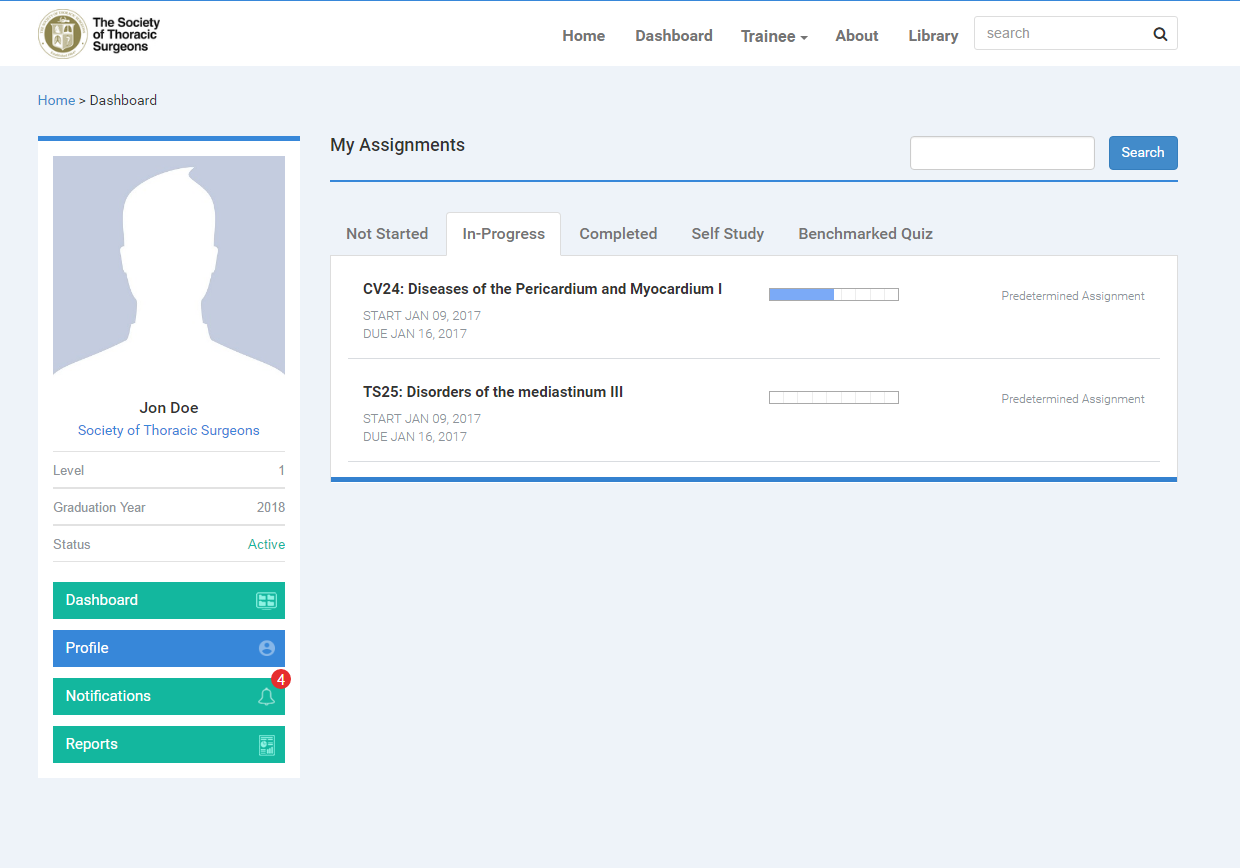 The Society
of Thoracic
Surgeons
Home
Dashboard
Trainee
About
Library
search
Home > Dashboard
My Assignments
Search
Not Started
In-Progress
Completed
Self Study
Benchmarked Quiz
CV24: Diseases of the Pericardium and Myocardium I
START JAN 09, 2017
DUE JAN 16, 2017
Predetermined Assignment
TS25: Disorders of the mediastinum III
START JAN 09, 2017
DUE JAN 16, 2017
Predetermined Assignment
Jon Doe
Society of Thoracic Surgeons
Level 1
Graduation Year 2018
Status Active
Dashboard
Profile
Notifications 4
Reports